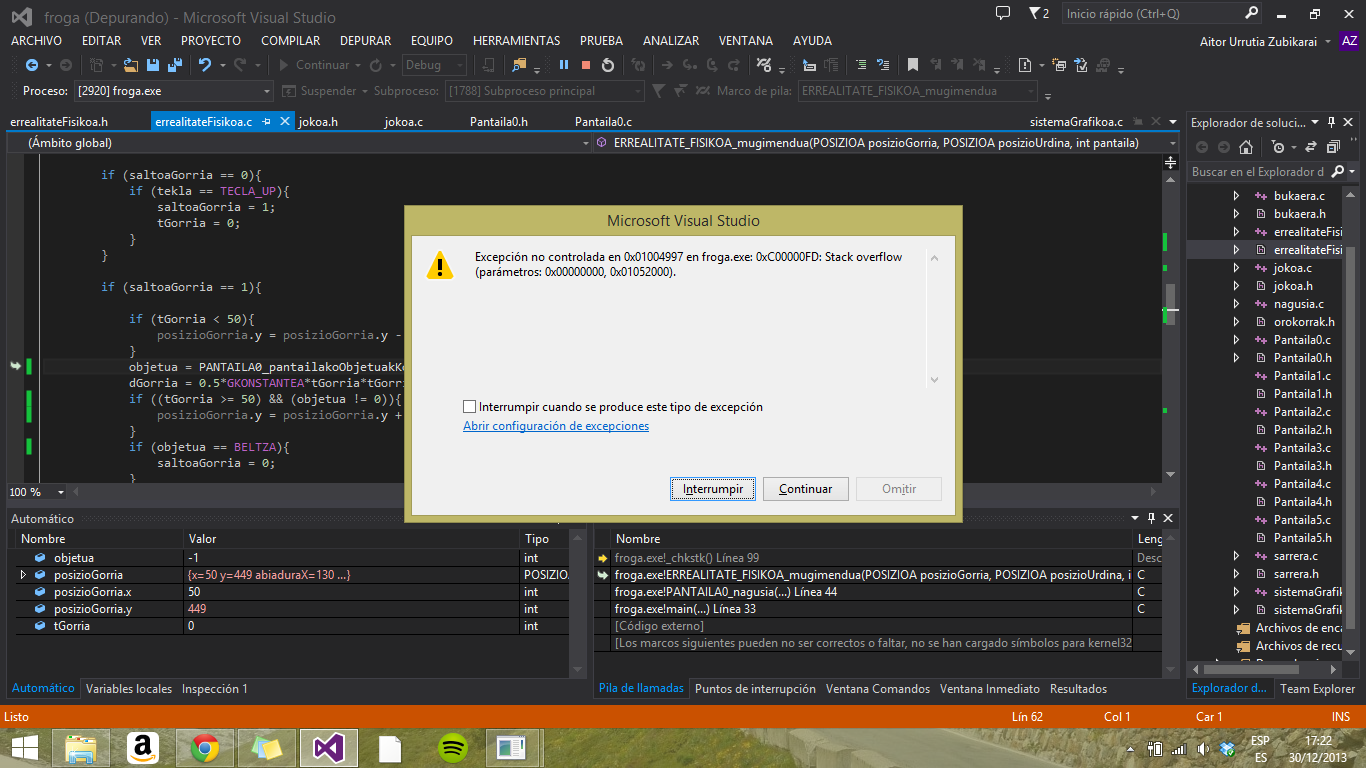 froga (Depurando) - Microsoft Visual Studio
2
Inicio rápido (Ctrl+Q)
ARCHIVO EDITAR VER PROYECTO COMPILAR DEPURAR EQUIPO HERRAMIENTAS PRUEBA ANALIZAR VENTANA AYUDA
Aitor Urrutia Zubikarai
AZ
Continuar
Debug
Proceso: [2920] froga.exe Suspender Subproceso: [1788] Subproceso principal Marco de pila: ERREALITATE_FISIKOA_mugimendua
errealitateFisikoa.h errealitateFisikoa.c jokoa.h jokoa.c Pantaila0.h Pantaila0.c sistemaGrafikoa.c
(Ámbito global)
ERREALITATE_FISIKOA_mugimendua(POSIZIOA posizioGorria, POSIZIOA posizioUrdina, int pantaila)
if (saltoaGorria == 0){
if (tekla == TECLA_UP){
saltoaGorria = 1;
tGorria = 0;
}
}
if (saltoaGorria == 1){
if (tGorria < 50){
posizioGorria.y = posizioGorria.y -
}
objetua = PANTAILA0_pantailakoObjetuakK
dGorria = 0.5*GKONSTANTEA*tGorria*tGorri
if ((tGorria >= 50) && (objetua != 0)){
posizioGorria.y = posizioGorria.y +
}
if (objetua == BELTZA){
saltoaGorria = 0;
}
100 %
Microsoft Visual Studio
Excepción no controlada en 0x01004997 en froga.exe: 0xC00000FD: Stack overflow
(parámetros: 0x00000000, 0x01052000).
Interrumpir cuando se produce este tipo de excepción
Abrir configuración de excepciones
Interrumpir Continuar Omitir
Explorador de soluci...
Buscar en el Explorador d
bukaera.c
bukaera.h
errealitateFisi
errealitateFisi
jokoa.c
jokoa.h
nagusia.c
orokorrak.h
Pantaila0.c
Pantaila0.h
Pantaila1.c
Pantaila1.h
Pantaila2.c
Pantaila2.h
Pantaila3.c
Pantaila3.h
Pantaila4.c
Pantaila4.h
Pantaila5.c
Pantaila5.h
sarrera.c
sarrera.h
sistemaGrafik
sistemaGrafik
Archivos de enca
Archivos de recu
Explorador d... Team Explorer
Automático
Nombre Valor Tipo
objetua -1 int
posizioGorria {x=50 y=449 abiaduraX=130 ...} POSIZIO
posizioGorria.x 50 int
posizioGorria.y 449 int
tGorria 0 int
Automático Variables locales Inspección 1
Nombre Leng
froga.exe!_chkstk() Línea 99 Desc
froga.exe!ERREALITATE_FISIKOA_mugimendua(POSIZIOA posizioGorria, POSIZIOA posizioUrdina, i C
froga.exe!PANTAILA0_nagusia(...) Línea 44 C
froga.exe!main(...) Línea 33 C
[Código externo]
[Los marcos siguientes pueden no ser correctos o faltar, no se han cargado símbolos para kernel32
Pila de llamadas Puntos de interrupción Ventana Comandos Ventana Inmediato Resultados
Listo Lín 62 Col 1 Car 1 INS
ESP
ES
17:22
30/12/2013